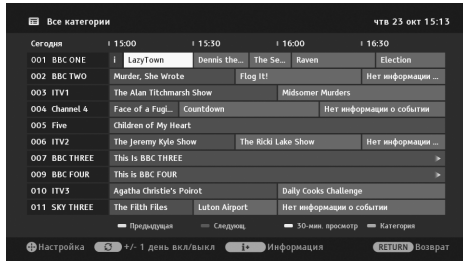 Все категории чтв 23 окт 15:13
Сегодня 15:00 15:30 16:00 16:30
001 BBC ONE i LazyTown Dennis the... The Se... Raven Election
002 BBC TWO Murder, She Wrote Flog It! Нет информации ...
003 ITV1 The Alan Titchmarsh Show Midsomer Murders
004 Channel 4 Face of a Fugi... Countdown Нет информации о событии
005 Five Children of My Heart
006 ITV2 The Jeremy Kyle Show The Ricki Lake Show Нет информации ...
007 BBC THREE This Is BBC THREE
009 BBC FOUR This is BBC FOUR
010 ITV3 Agatha Christie's Poirot Daily Cooks Challenge
011 SKY THREE The Filth Files Luton Airport Нет информации о событии
Предыдущая Следующ. 30-мин. просмотр Категория
Настройка +/- 1 день вкл/выкл i+ Информация RETURN Возврат